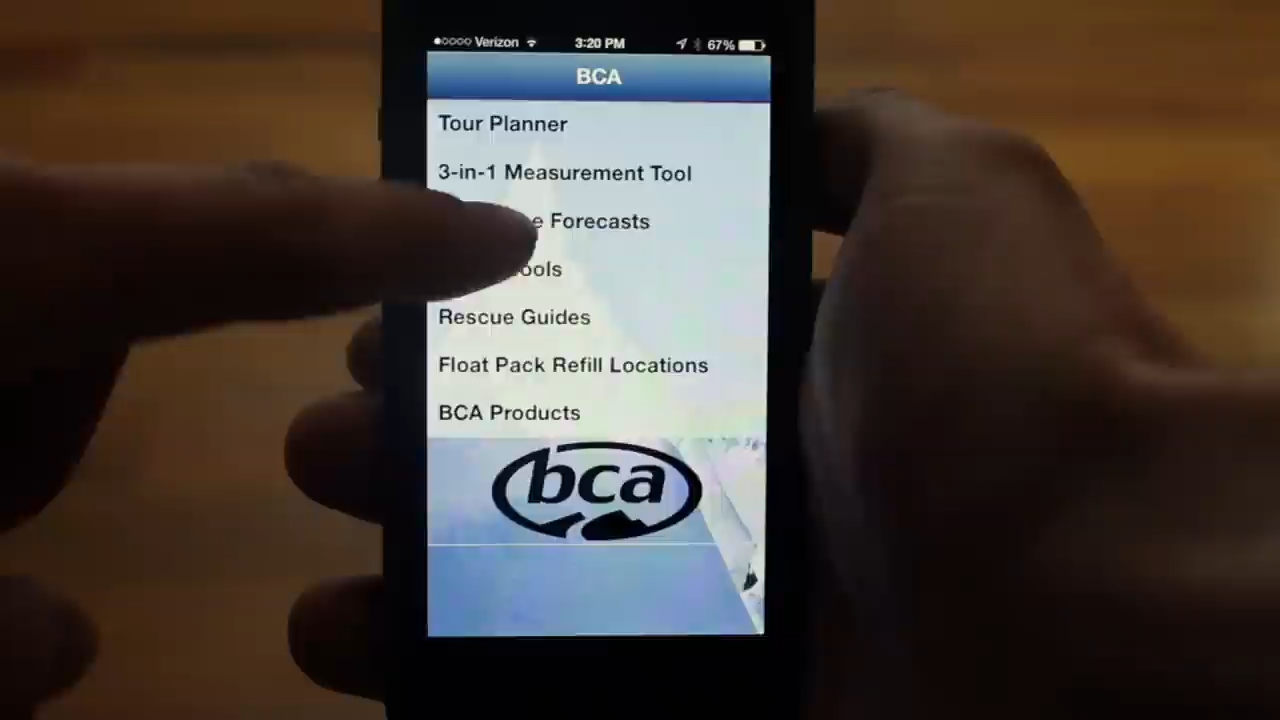 Verizon 3:20 PM 67%
BCA
Tour Planner
3-in-1 Measurement Tool
Forecasts
Rescue Guides
Float Pack Refill Locations
BCA Products
bca